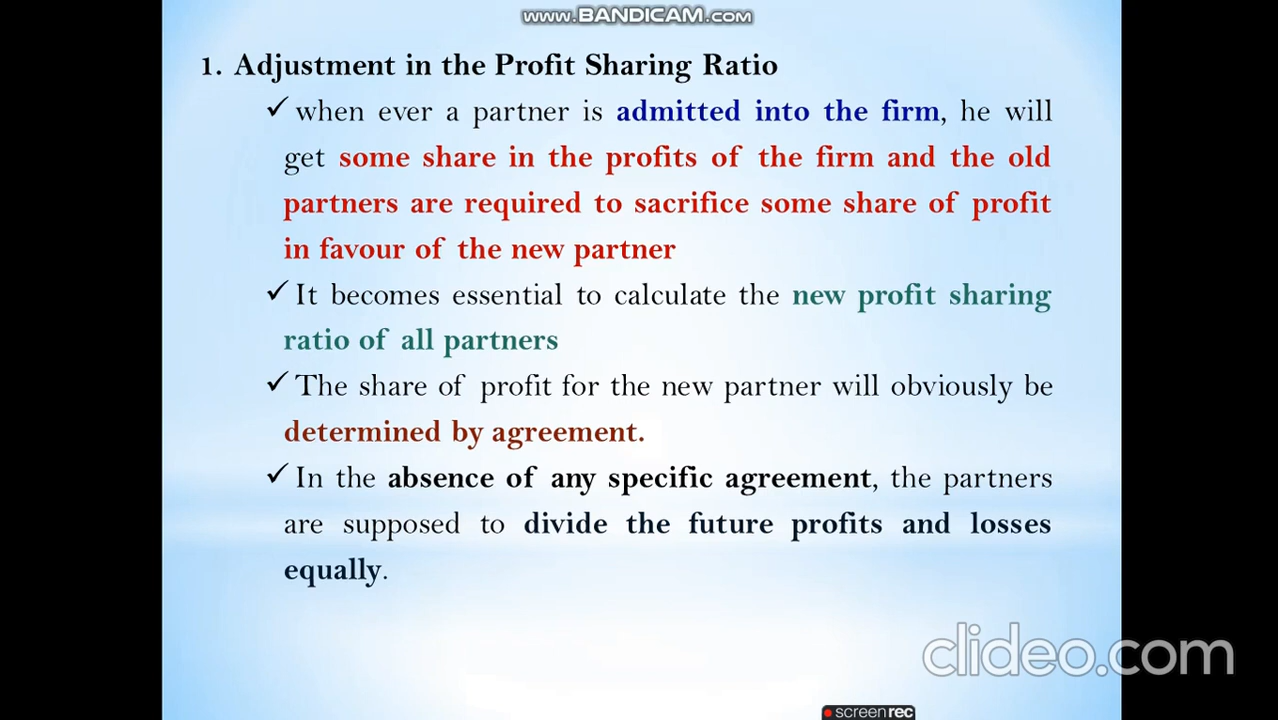 www.BANDICAM.com
1. Adjustment in the Profit Sharing Ratio
✓ when ever a partner is admitted into the firm, he will
get some share in the profits of the firm and the old
partners are required to sacrifice some share of profit
in favour of the new partner
✓ It becomes essential to calculate the new profit sharing
ratio of all partners
✓ The share of profit for the new partner will obviously be
determined by agreement.
✓ In the absence of any specific agreement, the partners
are supposed to divide the future profits and losses
equally.
clideo.com
screenrec